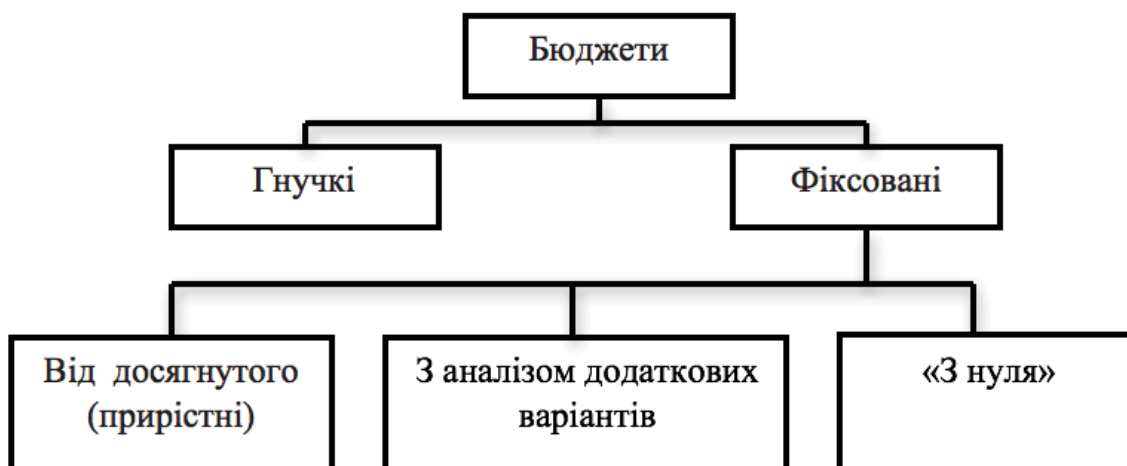 Бюджети
Гнучкі
Фіксовані
Від досягнутого
(прирістні)
З аналізом додаткових
варіантів
«З нуля»